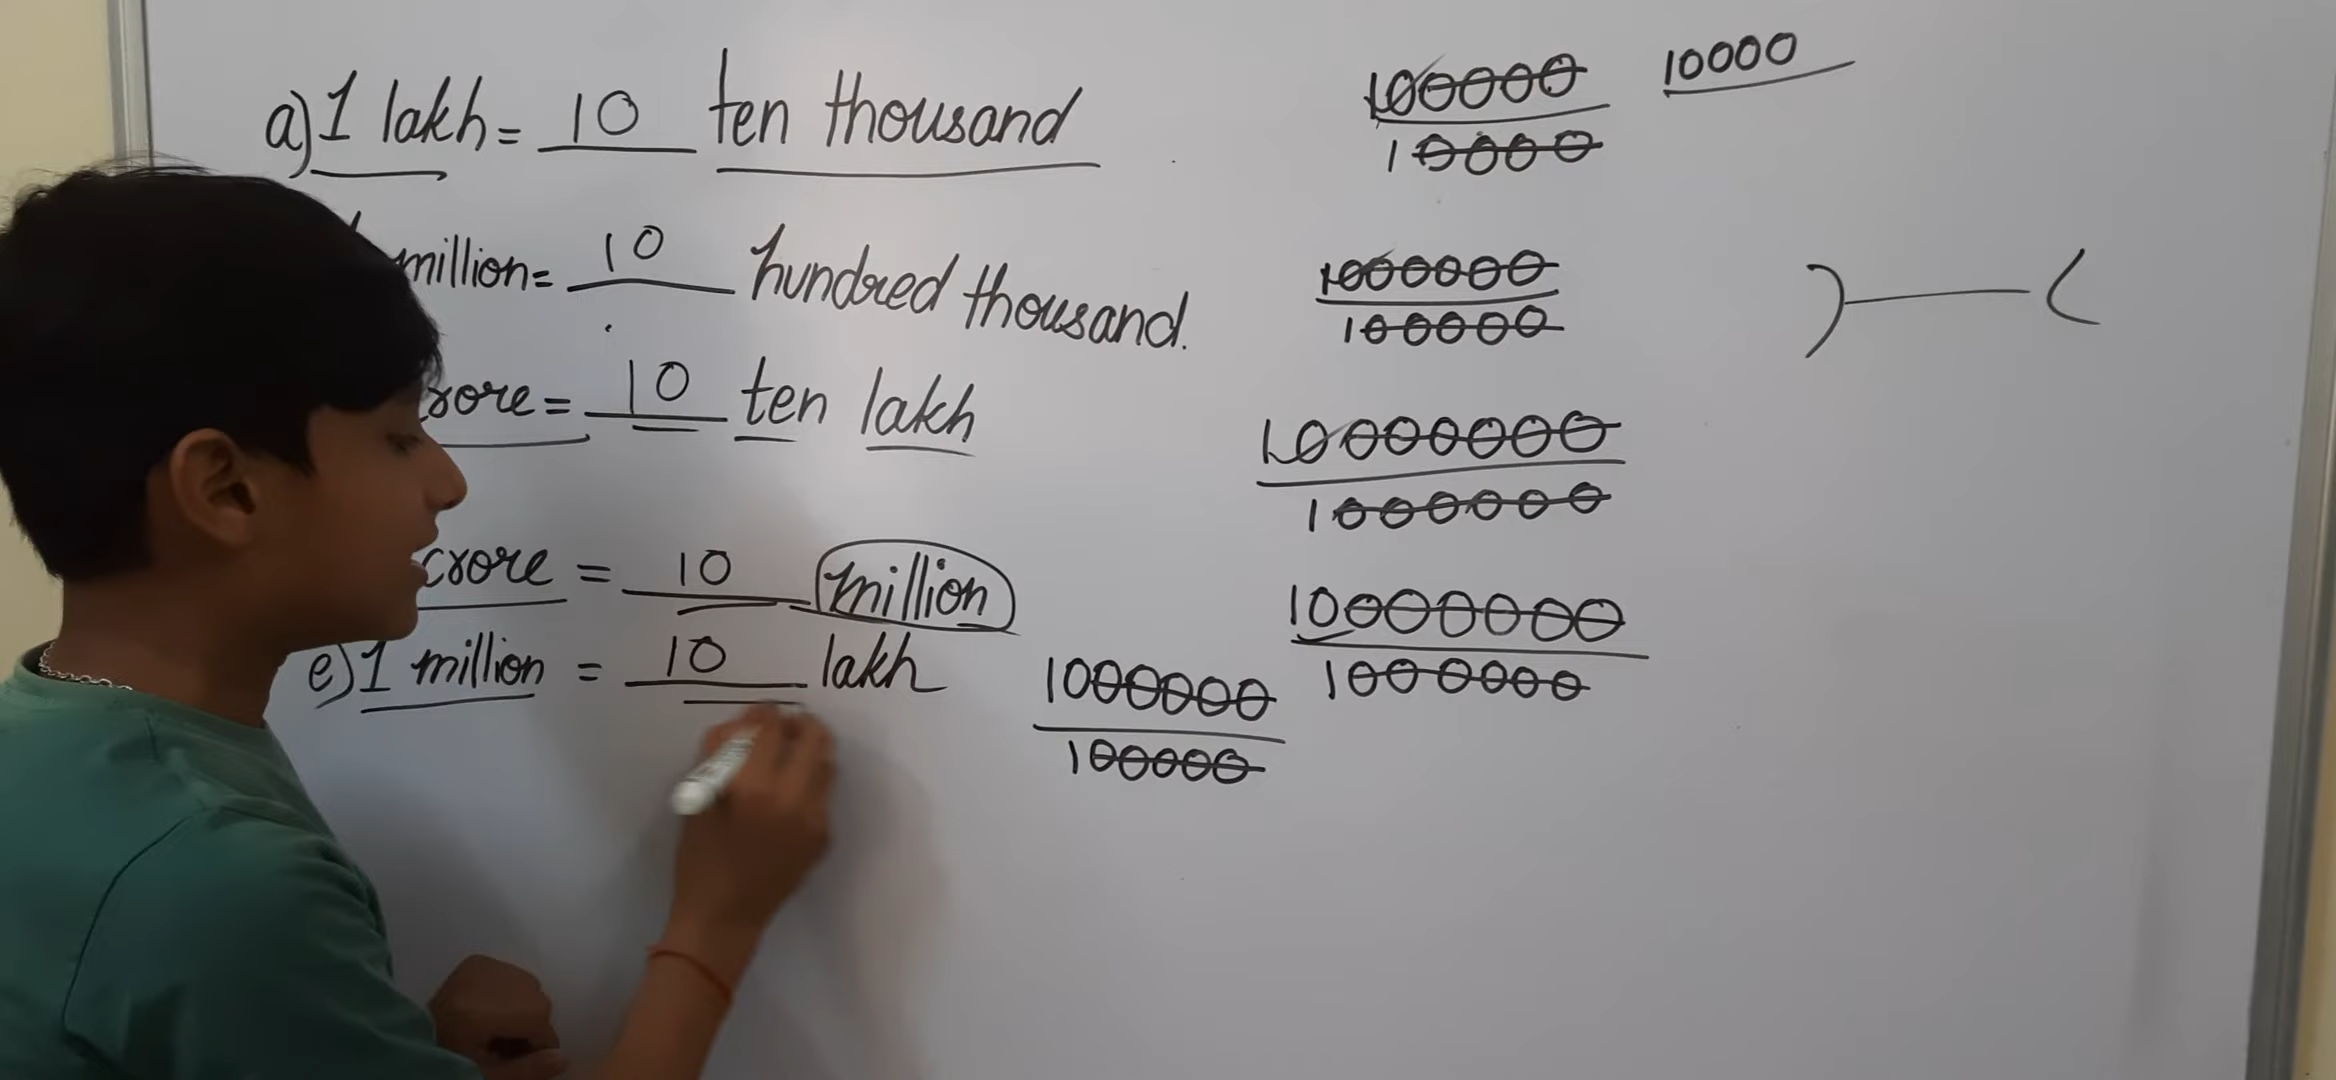 a) 1 lakh = 10 ten thousand
million = 10 hundred thousand.
rore = 10 ten lakh
crore = 10 million
e) 1 million = 10 lakh
100000
10000
10000
1000000
100000
10000000
1000000
10000000
1000000
1000000
100000